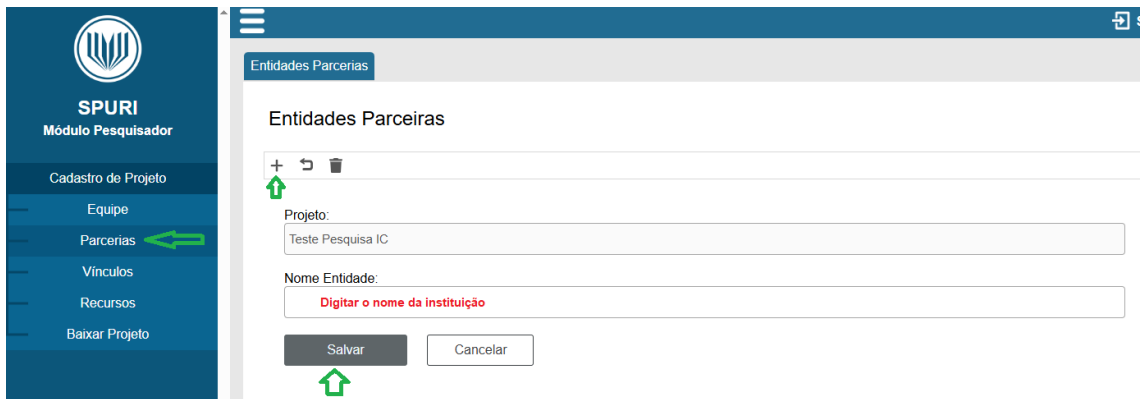 SPURI
Módulo Pesquisador
Cadastro de Projeto
Equipe
Parcerias
Vínculos
Recursos
Baixar Projeto
Entidades Parcerias
Entidades Parceiras
Projeto:
Teste Pesquisa IC
Nome Entidade:
Digitar o nome da instituição
Salvar
Cancelar